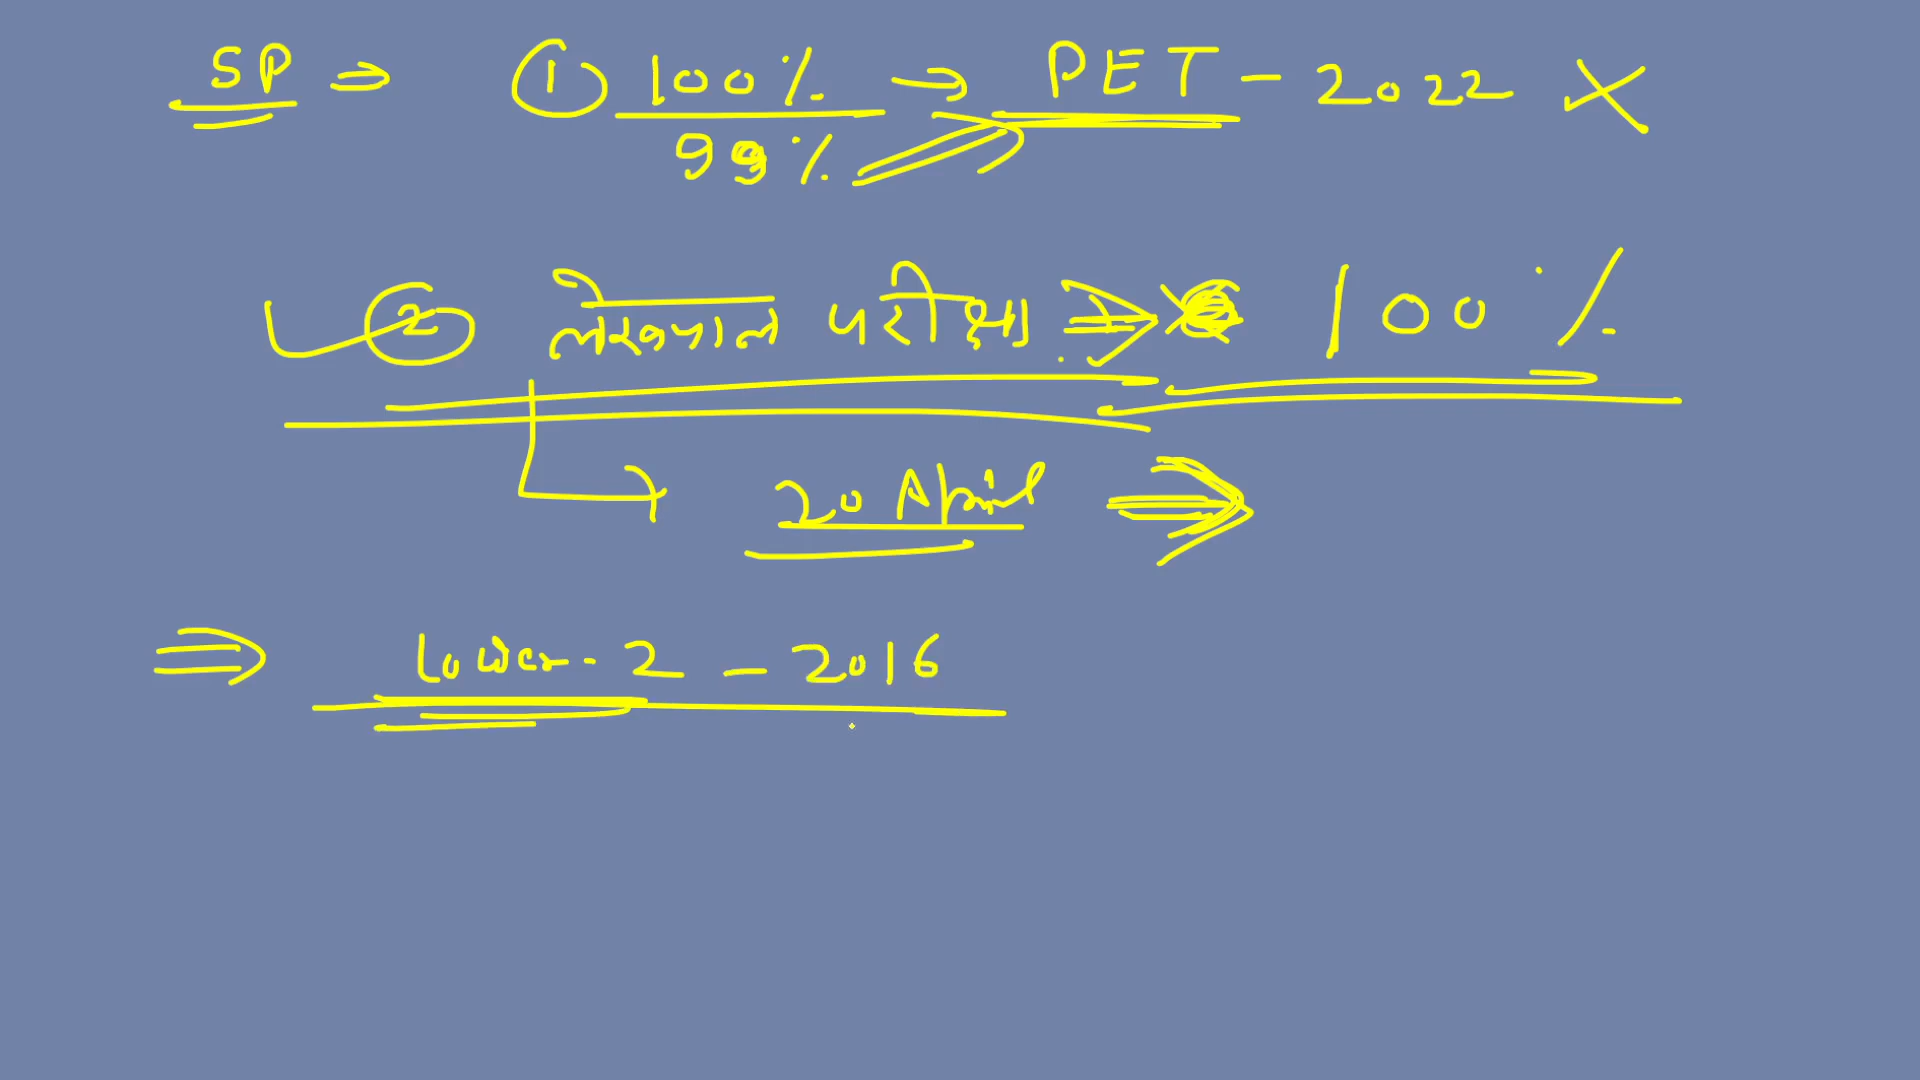 SP ⇒ ① 100% → PET - 2022 ✗
99%
② लेखपाल परीक्षा ⇒ 100%
→ 20 April ⇒
⇒ Lower - 2 - 2016